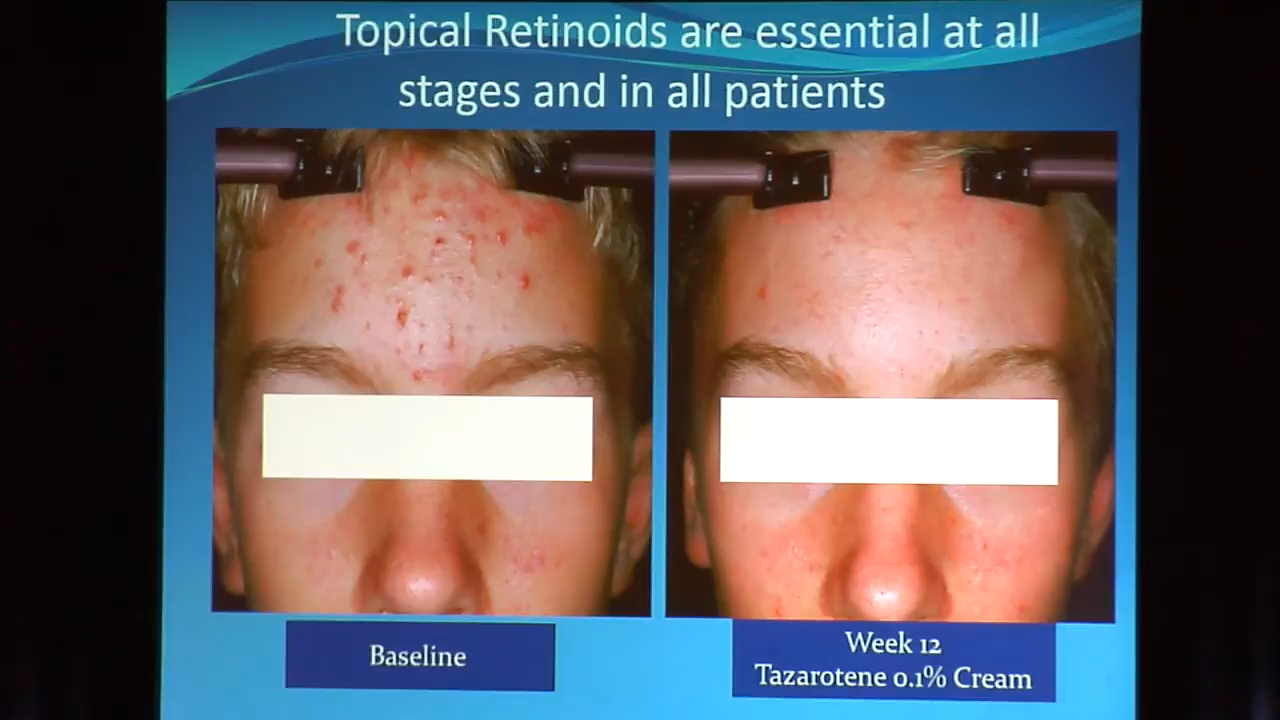 Topical Retinoids are essential at all
stages and in all patients
Baseline
Week 12
Tazarotene 0.1% Cream